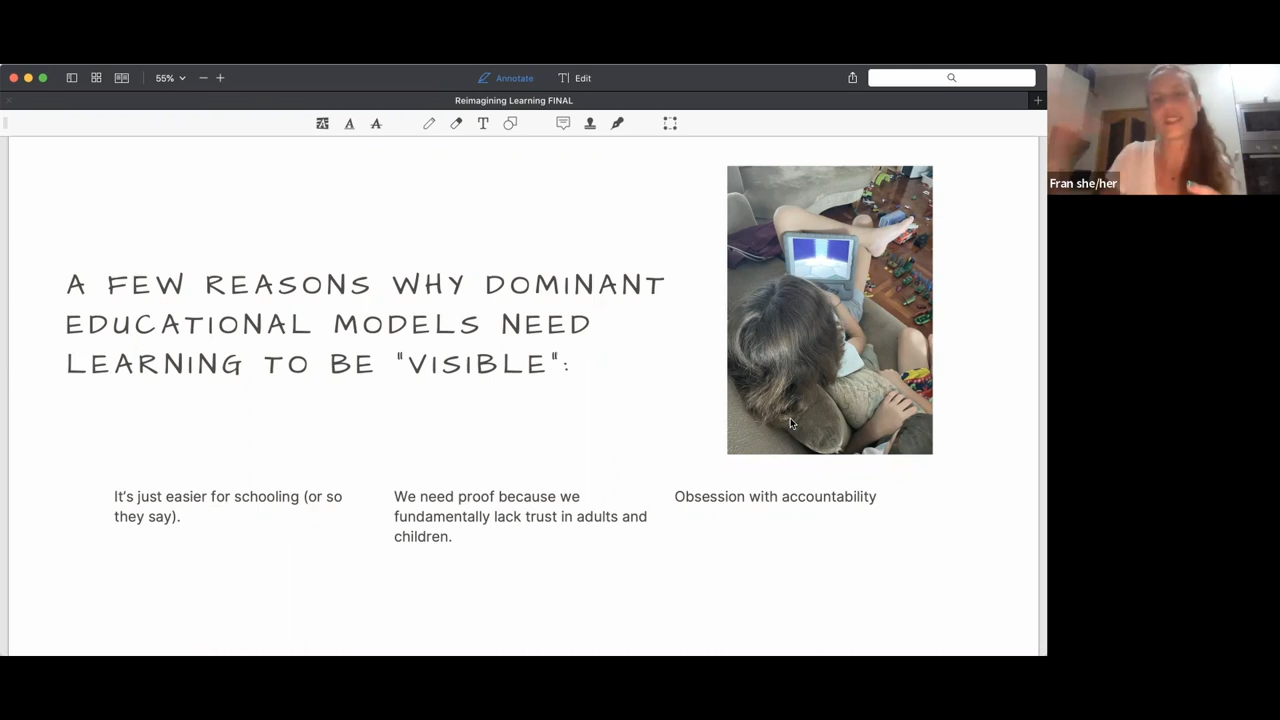 55%
Annotate
Edit
Reimagining Learning FINAL
Fran she/her
A FEW REASONS WHY DOMINANT
EDUCATIONAL MODELS NEED
LEARNING TO BE "VISIBLE":
It's just easier for schooling (or so
they say).
We need proof because we
fundamentally lack trust in adults and
children.
Obsession with accountability